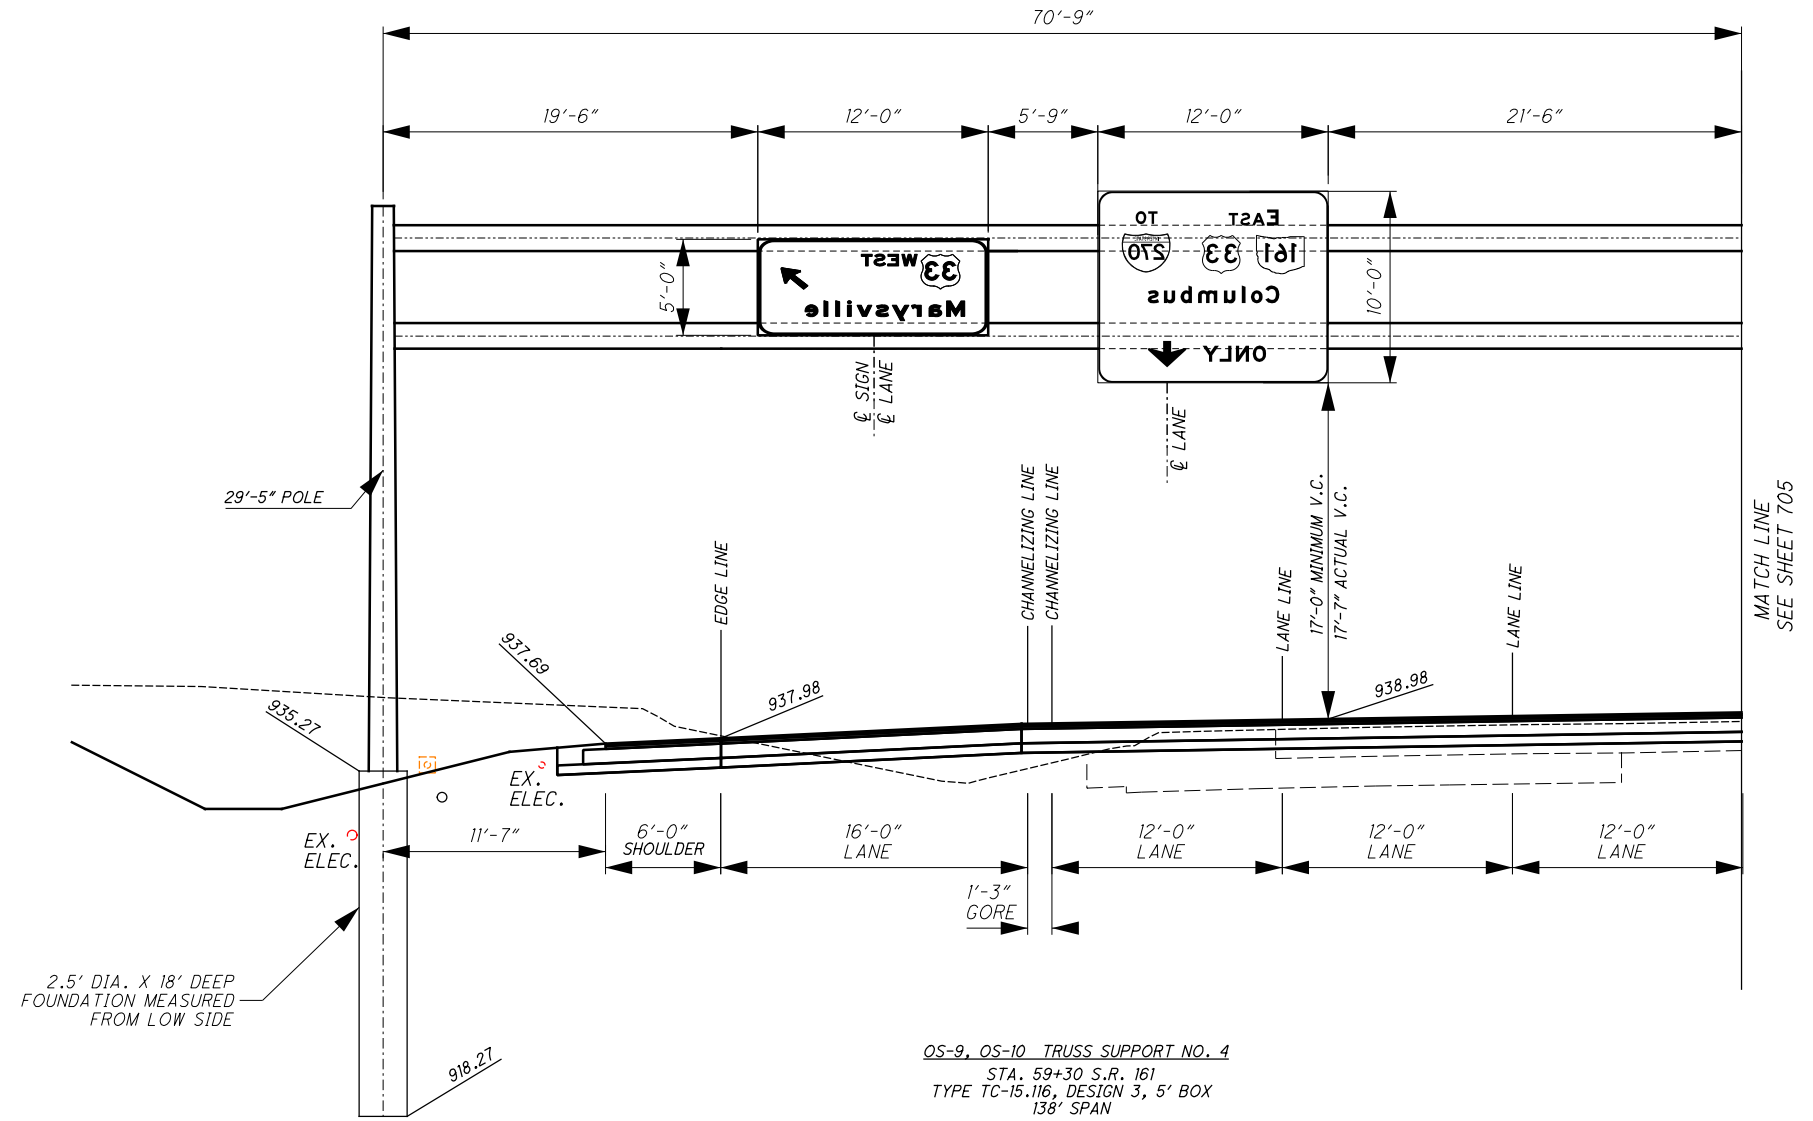 70'-9"
19'-6"
12'-0"
5'-9"
12'-0"
21'-6"
TO
EAST
270
33
161
Columbus
ONLY
WEST
33
Marysville
5'-0"
10'-0"
℄ SIGN
℄ LANE
℄ LANE
29'-5" POLE
EDGE LINE
CHANNELIZING LINE
CHANNELIZING LINE
LANE LINE
17'-0" MINIMUM V.C.
17'-7" ACTUAL V.C.
LANE LINE
MATCH LINE
SEE SHEET 705
937.69
937.98
938.98
935.27
EX.
ELEC.
EX.
ELEC.
11'-7"
6'-0"
SHOULDER
16'-0"
LANE
1'-3"
GORE
12'-0"
LANE
12'-0"
LANE
12'-0"
LANE
2.5' DIA. X 18' DEEP
FOUNDATION MEASURED
FROM LOW SIDE
918.27
OS-9, OS-10 TRUSS SUPPORT NO. 4
STA. 59+30 S.R. 161
TYPE TC-15.116, DESIGN 3, 5' BOX
138' SPAN